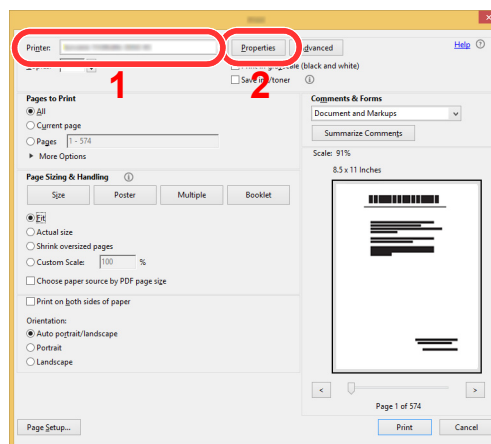 Printer:
Properties
Advanced
Help
1
2
(black and white)
Save ink/toner
Pages to Print
All
Current page
Pages
1 - 574
More Options
Page Sizing & Handling
Size
Poster
Multiple
Booklet
Fit
Actual size
Shrink oversized pages
Custom Scale:
100
%
Choose paper source by PDF page size
Print on both sides of paper
Orientation:
Auto portrait/landscape
Portrait
Landscape
Comments & Forms
Document and Markups
Summarize Comments
Scale: 91%
8.5 x 11 Inches
<
>
Page 1 of 574
Page Setup...
Print
Cancel